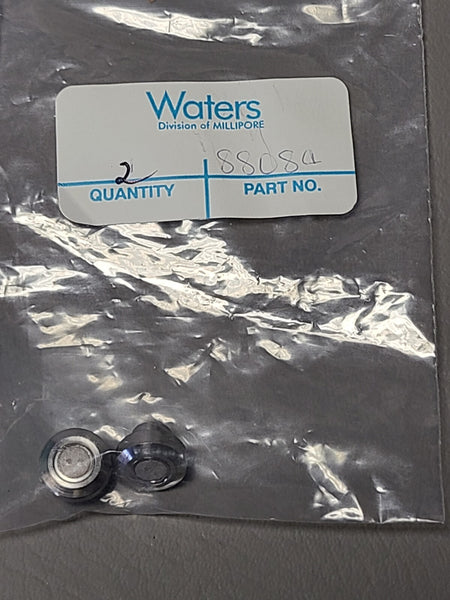 Waters
Division of MILLIPORE
2 88084
QUANTITY PART NO.